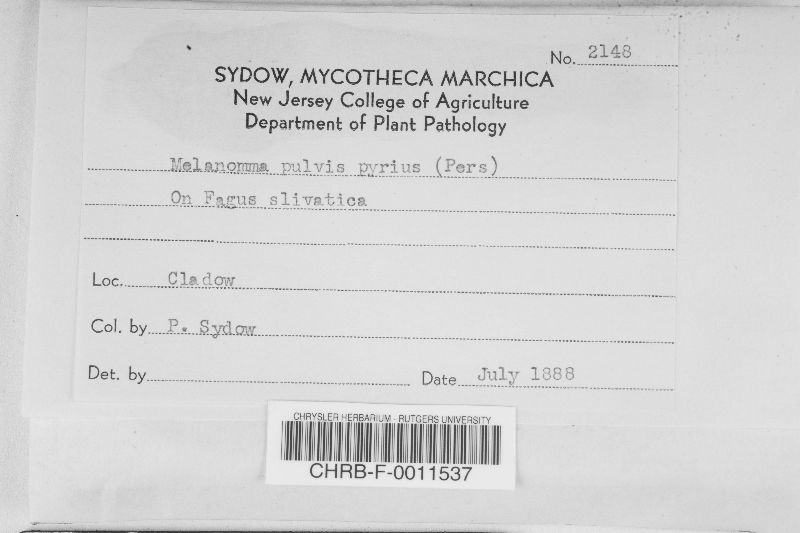 No. 2148
SYDOW, MYCOTHECA MARCHICA
New Jersey College of Agriculture
Department of Plant Pathology
Melanomma pulvis pyrius (Pers)
On Fagus slivatica
Loc. Cladow
Col. by P. Sydow
Det. by
Date July 1888
CHRYSLER HERBARIUM - RUTGERS UNIVERSITY
CHRB-F-0011537